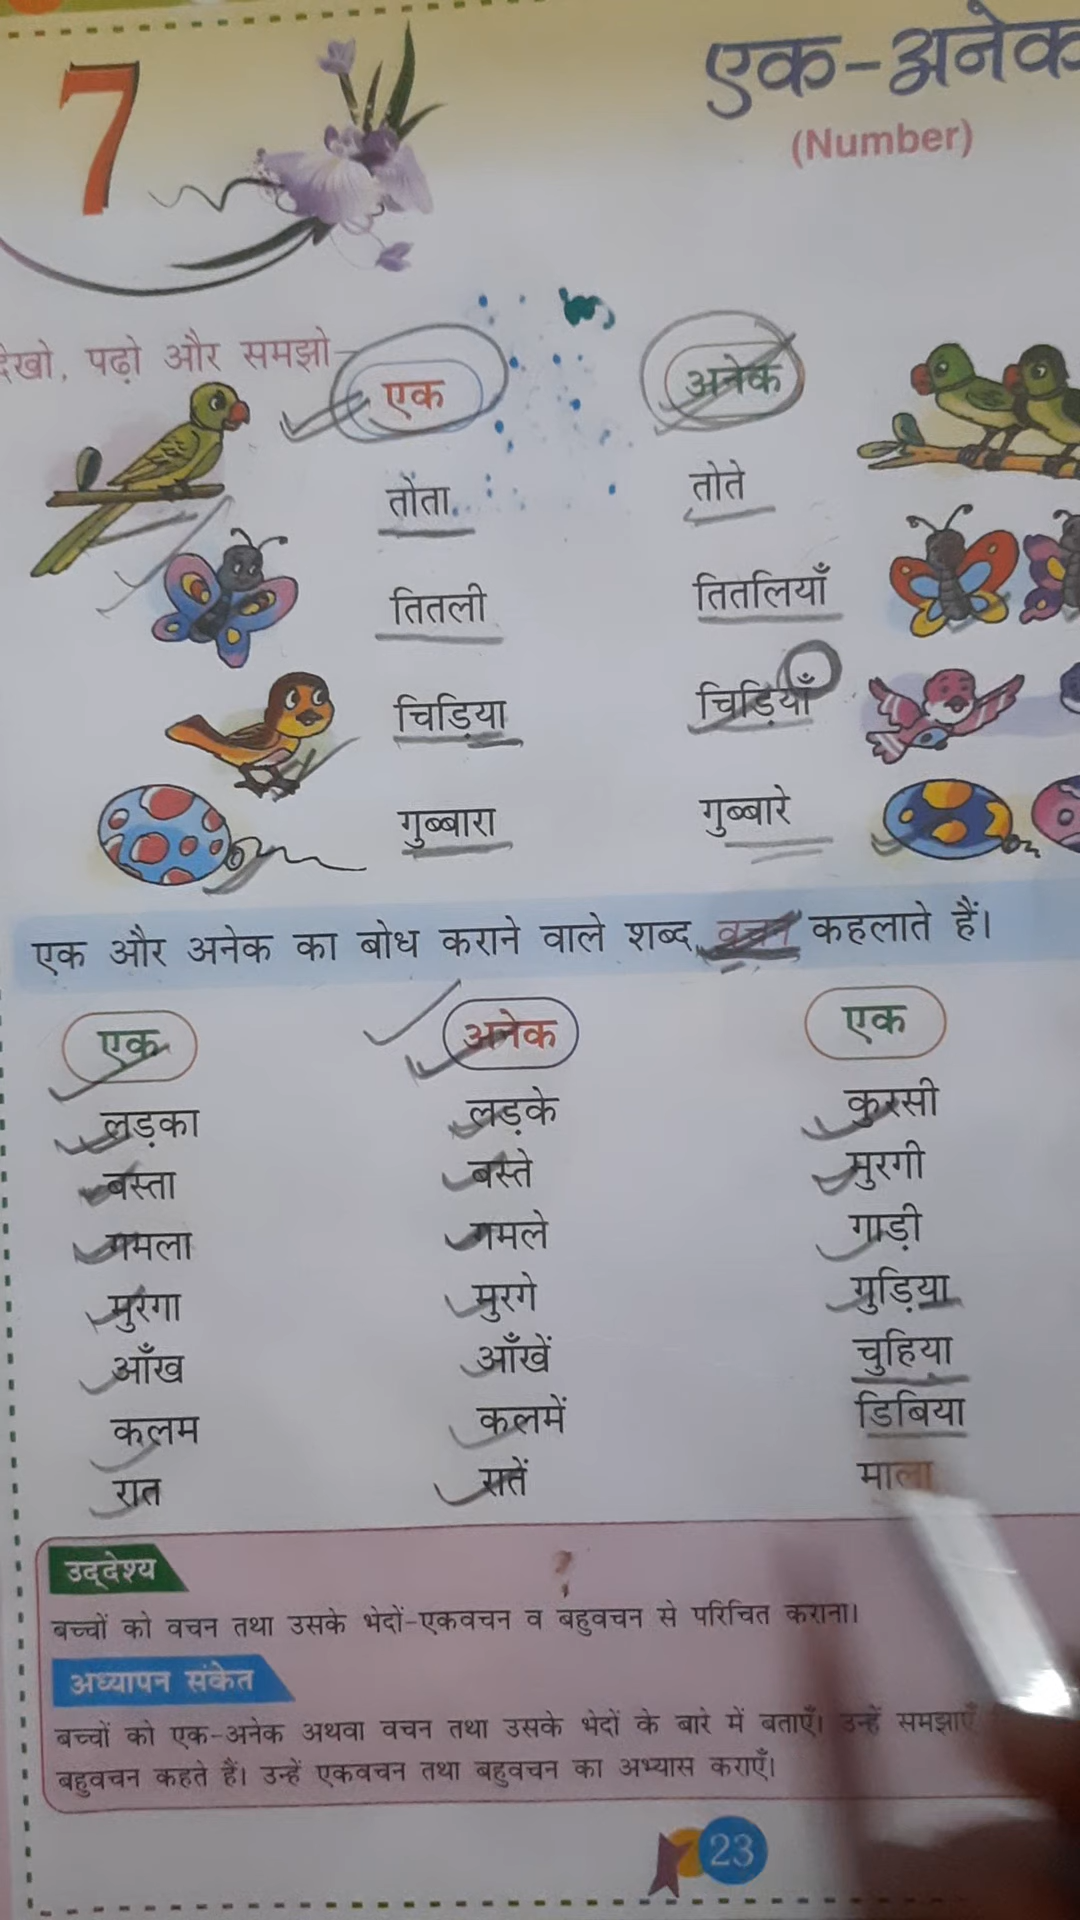 7
एक-अनेक
(Number)
देखो, पढ़ो और समझो-
एक अनेक
तोता तोते
तितली तितलियाँ
चिड़िया चिड़ियाँ
गुब्बारा गुब्बारे
एक और अनेक का बोध कराने वाले शब्द वचन कहलाते हैं।
एक अनेक एक
लड़का लड़के कुरसी
बस्ता बस्ते मुरगी
गमला गमले गाड़ी
मुरगा मुरगे गुड़िया
आँख आँखें चुहिया
कलम कलमें डिबिया
रात रातें माला
उद्देश्य
बच्चों को वचन तथा उसके भेदों-एकवचन व बहुवचन से परिचित कराना।
अध्यापन संकेत
बच्चों को एक-अनेक अथवा वचन तथा उसके भेदों के बारे में बताएँ। उन्हें समझाएँ
बहुवचन कहते हैं। उन्हें एकवचन तथा बहुवचन का अभ्यास कराएँ।
23